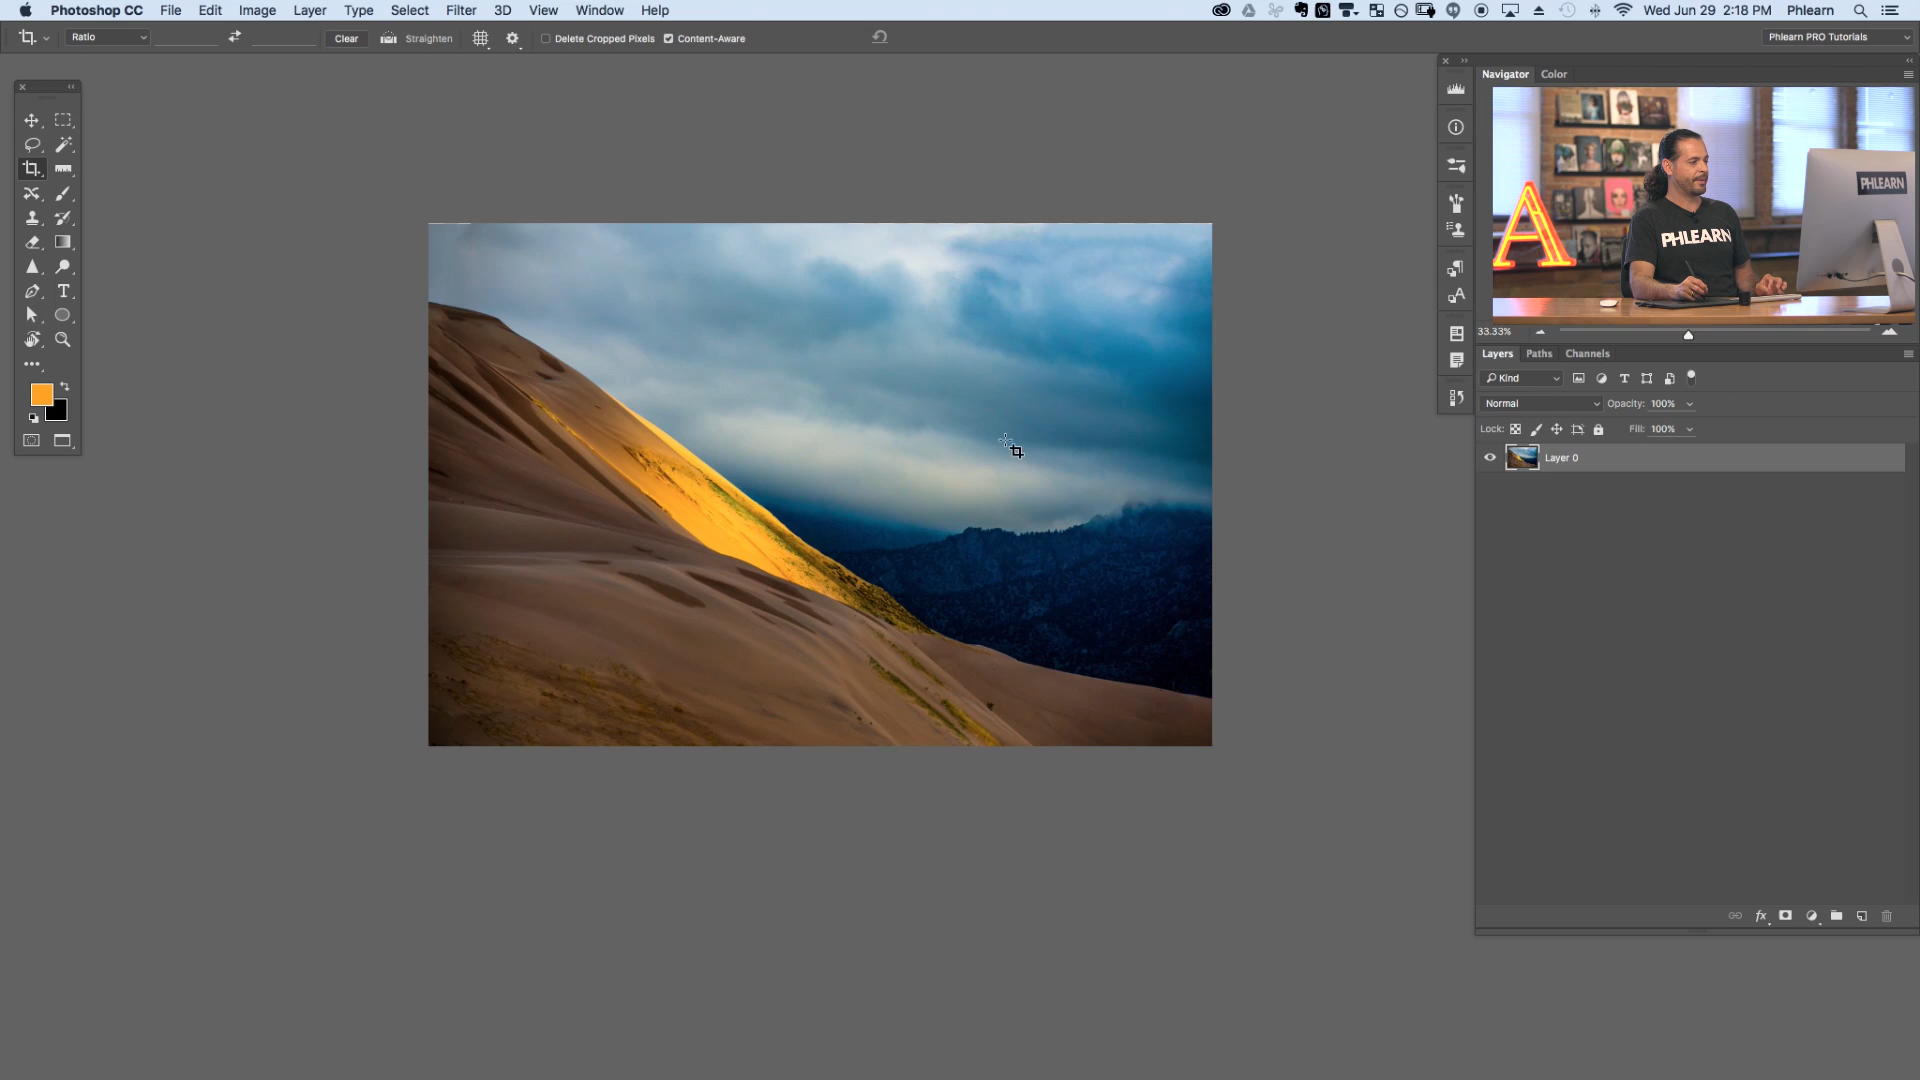 Photoshop CC File Edit Image Layer Type Select Filter 3D View Window Help Wed Jun 29 2:18 PM Phlearn
Ratio Clear Straighten Delete Cropped Pixels Content-Aware Phlearn PRO Tutorials
Navigator Color
PHLEARN
PHLEARN
A
33.33%
Layers Paths Channels
Kind
Normal Opacity: 100%
Lock: Fill: 100%
Layer 0
fx